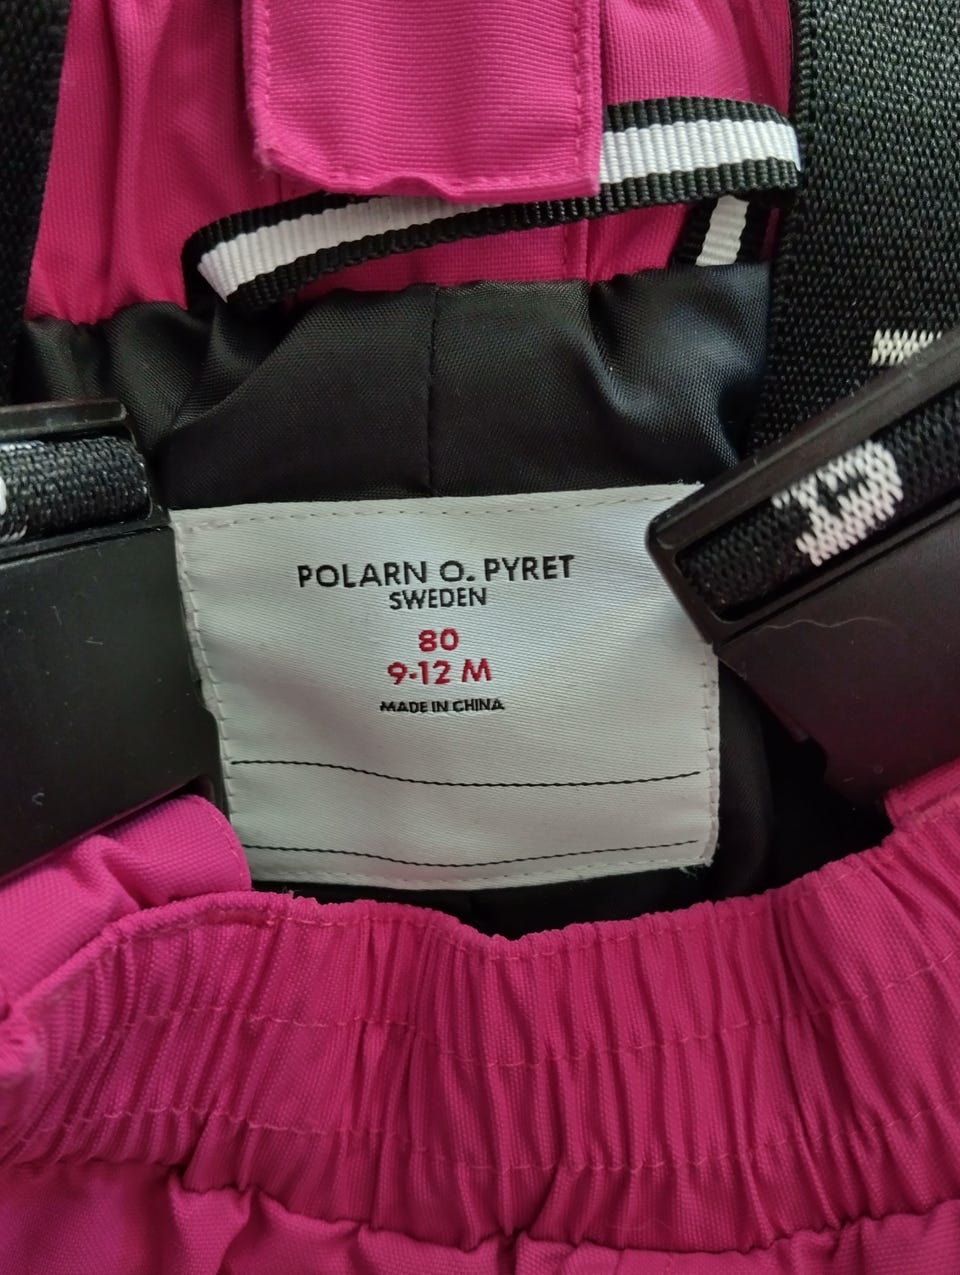 POLARN O. PYRET
SWEDEN
80
9-12 M
MADE IN CHINA